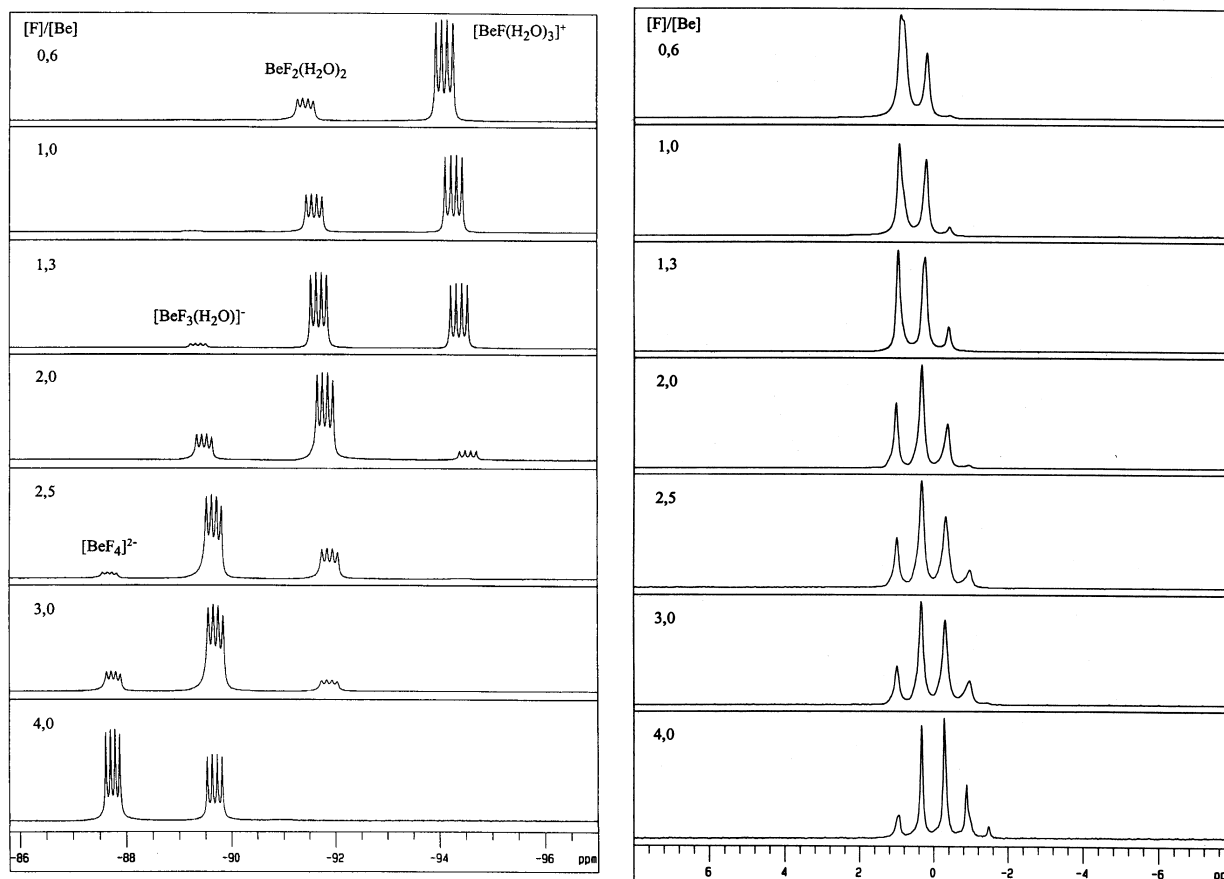 [F]/[Be]
0,6
BeF₂(H₂O)₂
[BeF(H₂O)₃]⁺
1,0
1,3
[BeF₃(H₂O)]⁻
2,0
2,5
[BeF₄]²⁻
3,0
4,0
-86 -88 -90 -92 -94 -96 ppm
[F]/[Be]
0,6
1,0
1,3
2,0
2,5
3,0
4,0
6 4 2 0 -2 -4 -6